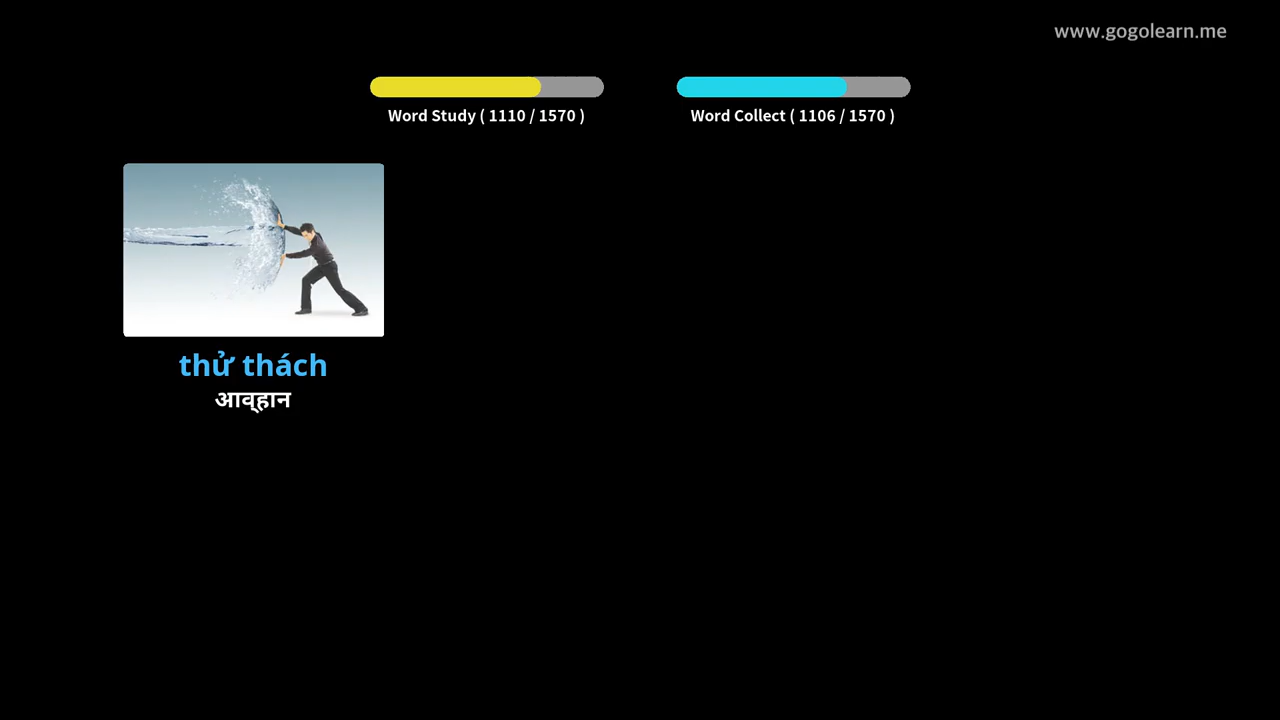 www.gogolearn.me
Word Study ( 1110 / 1570 )
Word Collect ( 1106 / 1570 )
thử thách
आव्हान